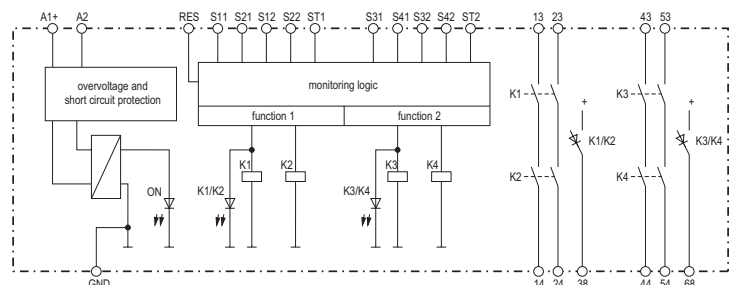 A1+ A2 RES S11 S21 S12 S22 ST1 S31 S41 S32 S42 ST2 13 23 43 53
overvoltage and
short circuit protection
monitoring logic
function 1 function 2
K1 K3
+ +
K1/K2 K3/K4
K1 K2 K3 K4
ON K1/K2 K3/K4
K2 K4
GND 14 24 38 44 54 68